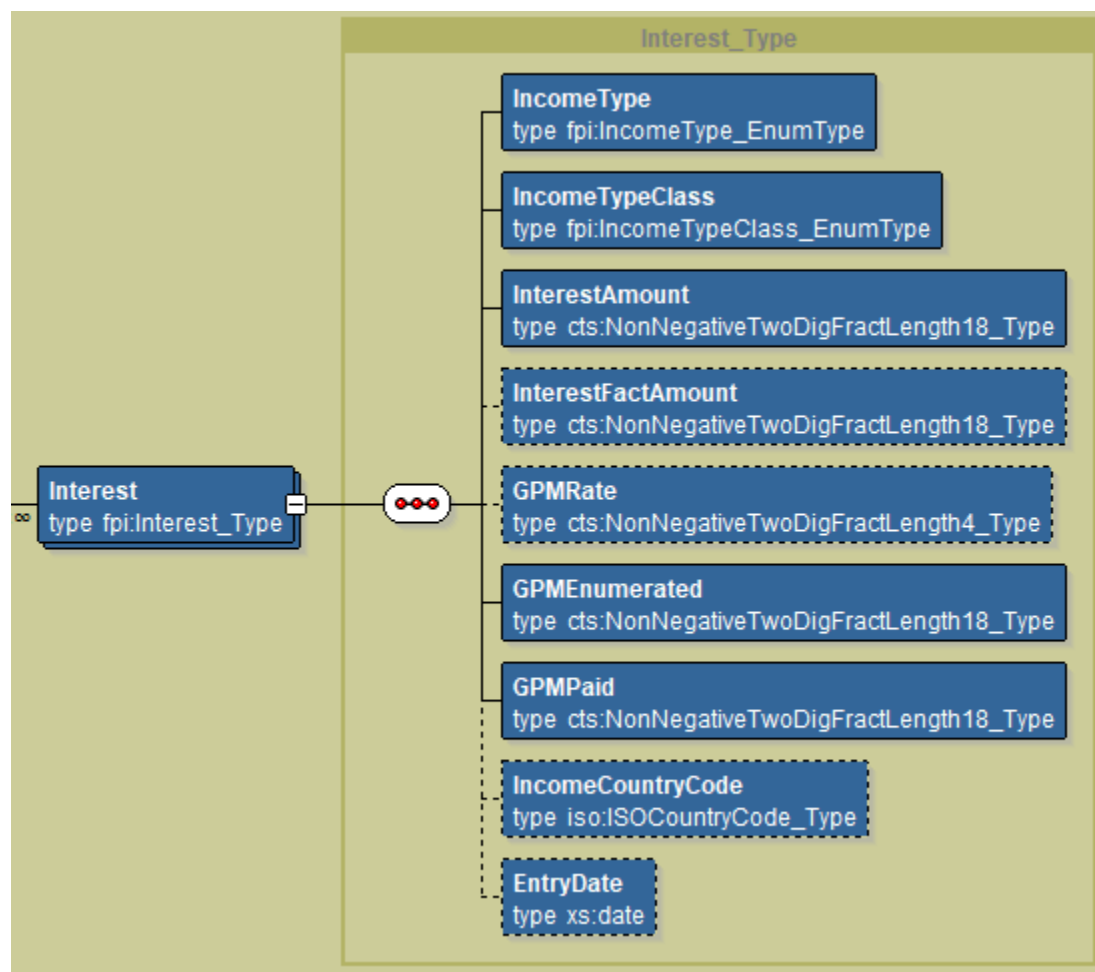 Interest_Type
IncomeType
type fpi:IncomeType_EnumType
IncomeTypeClass
type fpi:IncomeTypeClass_EnumType
InterestAmount
type cts:NonNegativeTwoDigFractLength18_Type
InterestFactAmount
type cts:NonNegativeTwoDigFractLength18_Type
Interest
type fpi:Interest_Type
∞
GPMRate
type cts:NonNegativeTwoDigFractLength4_Type
GPMEnumerated
type cts:NonNegativeTwoDigFractLength18_Type
GPMPaid
type cts:NonNegativeTwoDigFractLength18_Type
IncomeCountryCode
type iso:ISOCountryCode_Type
EntryDate
type xs:date